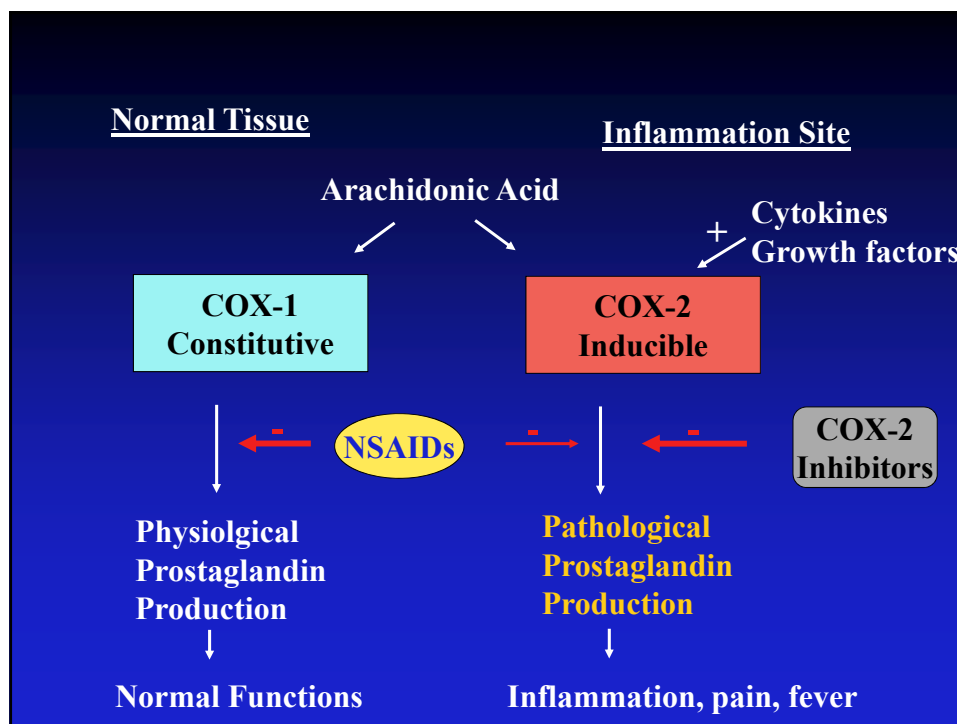 Normal Tissue
Inflammation Site
Arachidonic Acid
+
Cytokines
Growth factors
COX-1
Constitutive
COX-2
Inducible
-
NSAIDs
-
-
COX-2
Inhibitors
Physiolgical
Prostaglandin
Production
Pathological
Prostaglandin
Production
Normal Functions
Inflammation, pain, fever